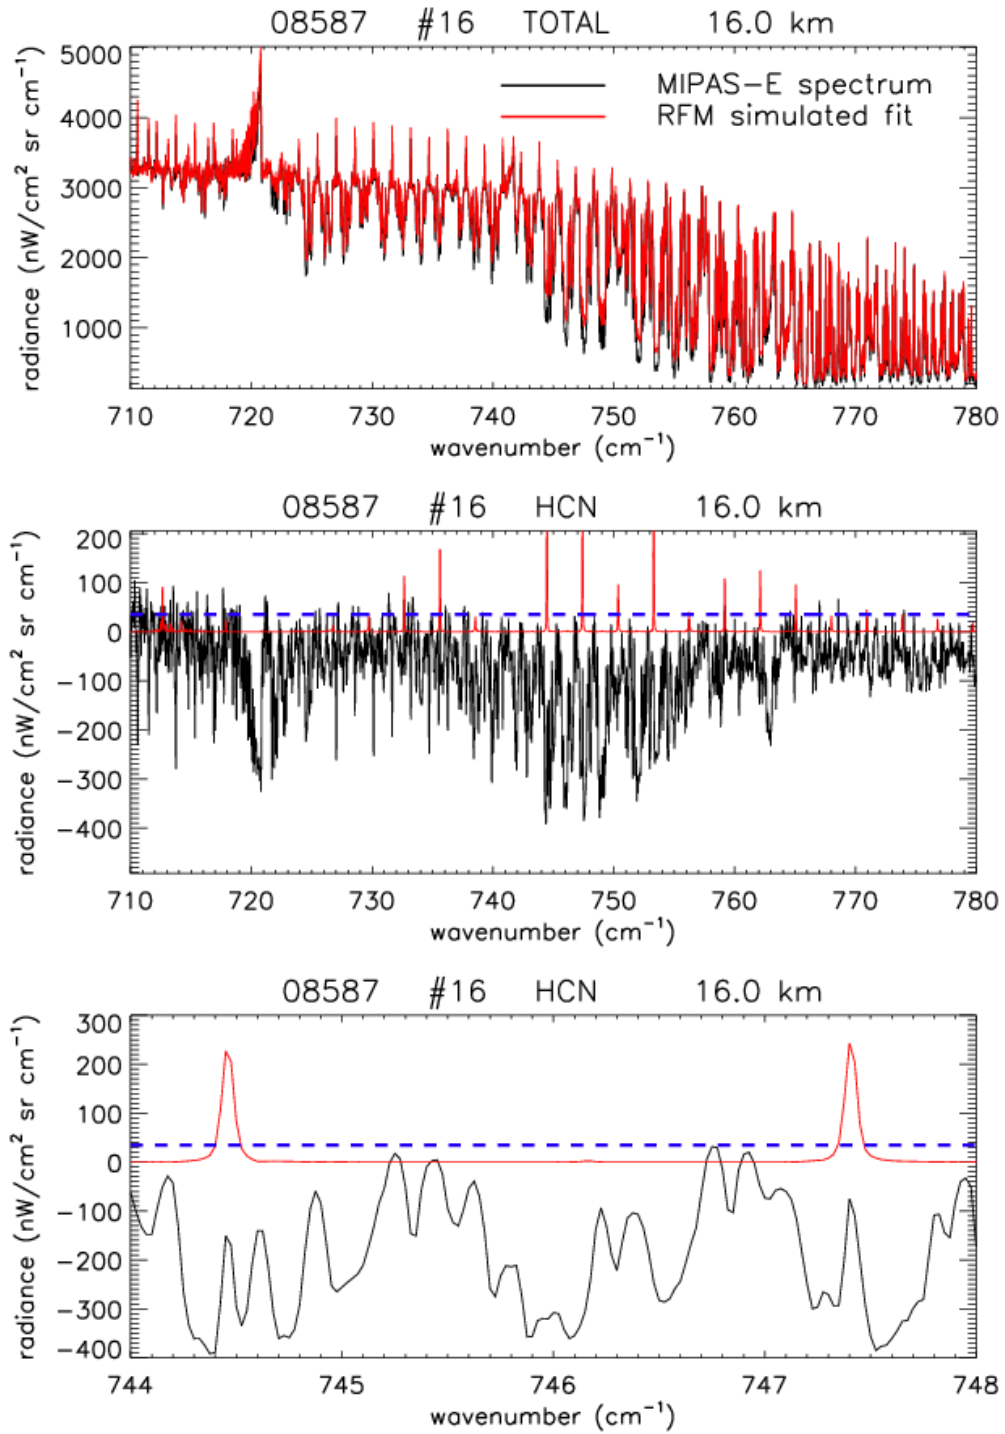 08587 #16 TOTAL 16.0 km
MIPAS-E spectrum
RFM simulated fit
5000
4000
3000
2000
1000
radiance (nW/cm² sr cm⁻¹)
710 720 730 740 750 760 770 780
wavenumber (cm⁻¹)
08587 #16 HCN 16.0 km
200
100
0
-100
-200
-300
-400
radiance (nW/cm² sr cm⁻¹)
710 720 730 740 750 760 770 780
wavenumber (cm⁻¹)
08587 #16 HCN 16.0 km
300
200
100
0
-100
-200
-300
-400
radiance (nW/cm² sr cm⁻¹)
744 745 746 747 748
wavenumber (cm⁻¹)